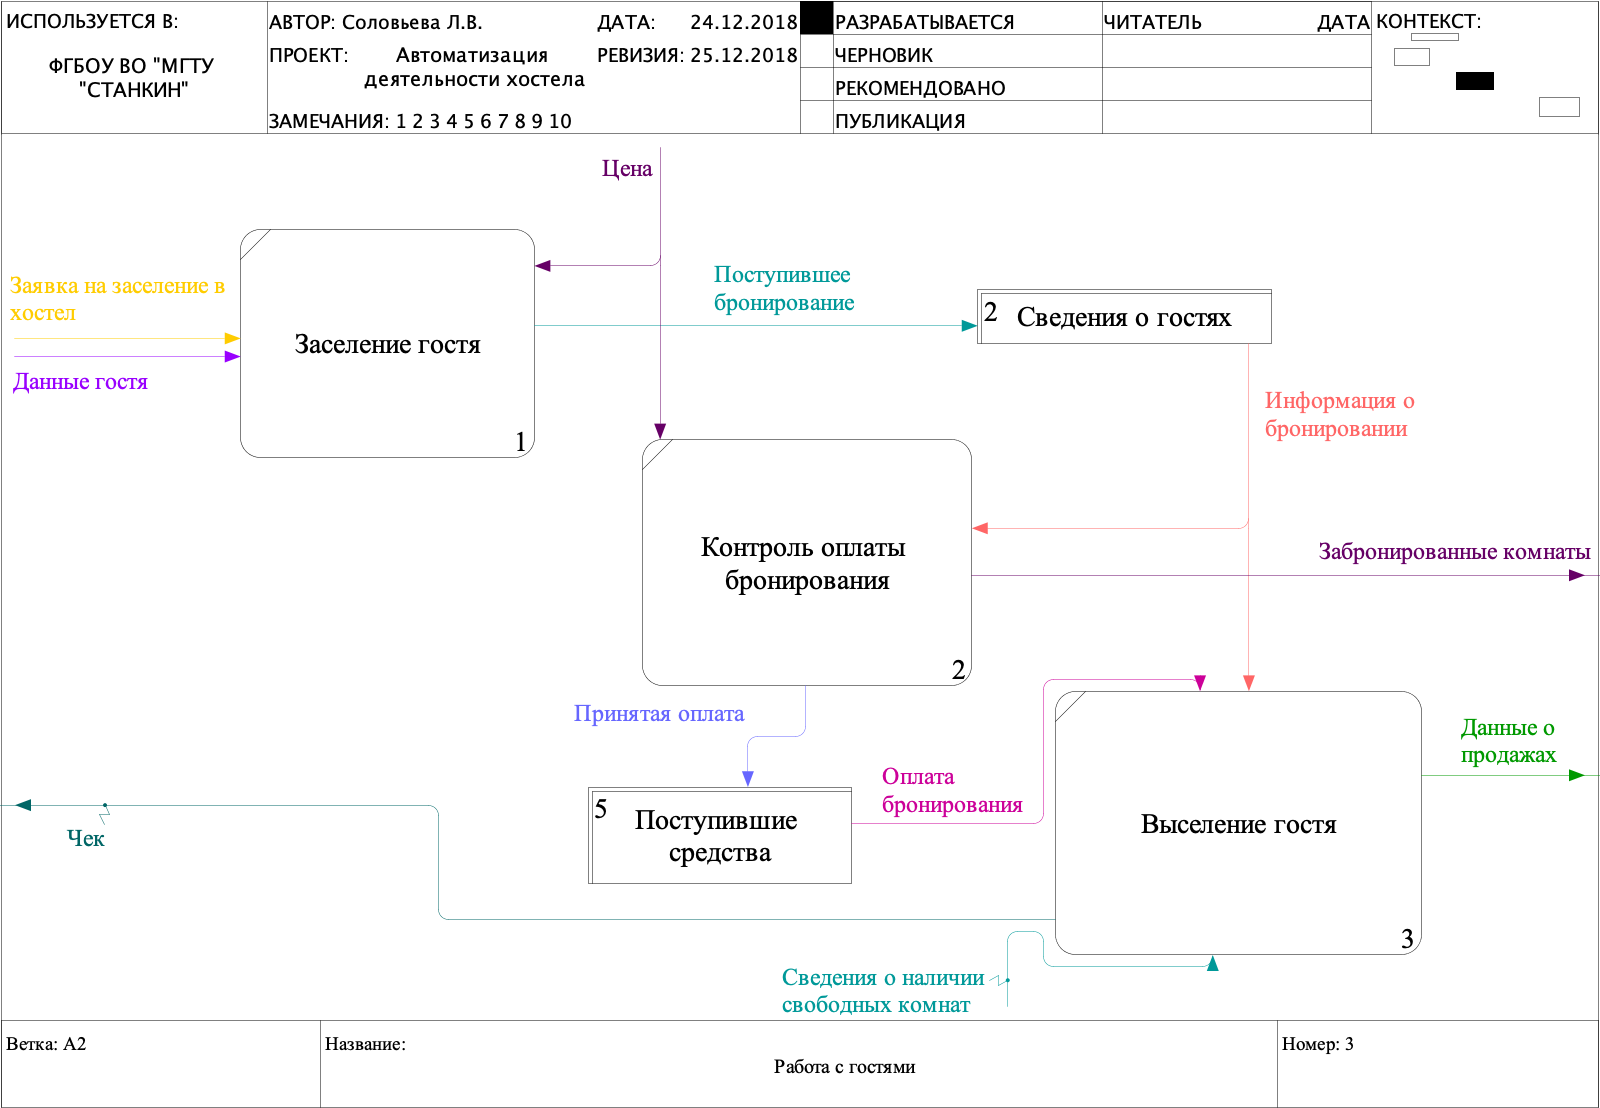 ИСПОЛЬЗУЕТСЯ В:
ФГБОУ ВО "МГТУ
"СТАНКИН"
АВТОР: Соловьева Л.В.
ДАТА: 24.12.2018
ПРОЕКТ: Автоматизация
деятельности хостела
РЕВИЗИЯ: 25.12.2018
ЗАМЕЧАНИЯ: 1 2 3 4 5 6 7 8 9 10
РАЗРАБАТЫВАЕТСЯ
ЧЕРНОВИК
РЕКОМЕНДОВАНО
ПУБЛИКАЦИЯ
ЧИТАТЕЛЬ
ДАТА
КОНТЕКСТ:
Цена
Заявка на заселение в
хостел
Данные гостя
Заселение гостя
1
Поступившее
бронирование
2
Сведения о гостях
Информация о
бронировании
Контроль оплаты
бронирования
2
Забронированные комнаты
Принятая оплата
5
Поступившие
средства
Оплата
бронирования
Данные о
продажах
Выселение гостя
3
Чек
Сведения о наличии
свободных комнат
Ветка: A2
Название:
Работа с гостями
Номер: 3